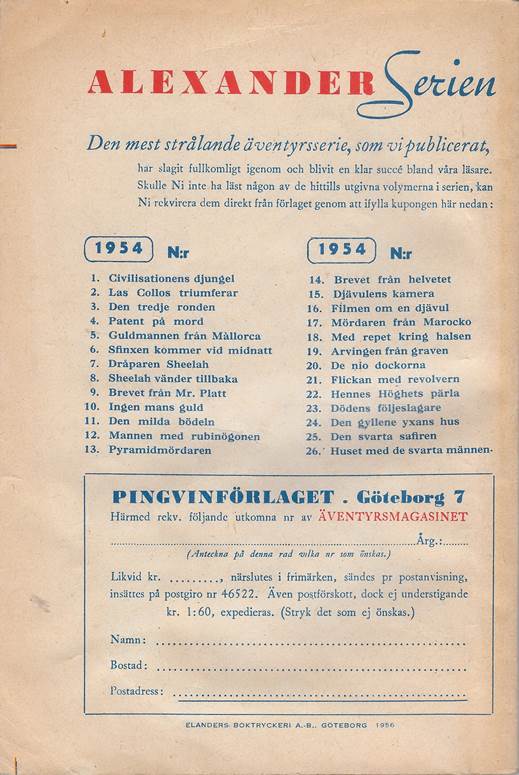 ALEXANDER Serien
Den mest strålande äventyrsserie, som vi publicerat,
har slagit fullkomligt igenom och blivit en klar succé bland våra läsare.
Skulle Ni inte ha läst någon av de hittills utgivna volymerna i serien, kan
Ni rekvirera dem direkt från förlaget genom att ifylla kupongen här nedan:
1954 N:r
1. Civilisationens djungel
2. Las Collos triumferar
3. Den tredje ronden
4. Patent på mord
5. Guldmannen från Mallorca
6. Sfinxen kommer vid midnatt
7. Dråparen Sheelah
8. Sheelah vänder tillbaka
9. Brevet från Mr. Platt
10. Ingen mans guld
11. Den milda bödeln
12. Mannen med rubinögonen
13. Pyramidmördaren
1954 N:r
14. Brevet från helvetet
15. Djävulens kamera
16. Filmen om en djävul
17. Mördaren från Marocko
18. Med repet kring halsen
19. Arvingen från graven
20. De nio dockorna
21. Flickan med revolvern
22. Hennes Höghets pärla
23. Dödens följeslagare
24. Den gyllene yxans hus
25. Den svarta safiren
26. Huset med de svarta männen.
PINGVINFÖRLAGET . Göteborg 7
Härmed rekv. följande utkomna nr av ÄVENTYRSMAGASINET
................................................................Årg.:........
(Anteckna på denna rad vilka nr som önskas.)
Likvid kr. ........., närslutes i frimärken, sändes pr postanvisning,
insättes på postgiro nr 46522. Även postförskott, dock ej understigande
kr. 1:60, expedieras. (Stryk det som ej önskas.)
Namn: ................................................
Bostad: ................................................
Postadress: ................................................
ELANDERS BOKTRYCKERI A.-B., GÖTEBORG 1956